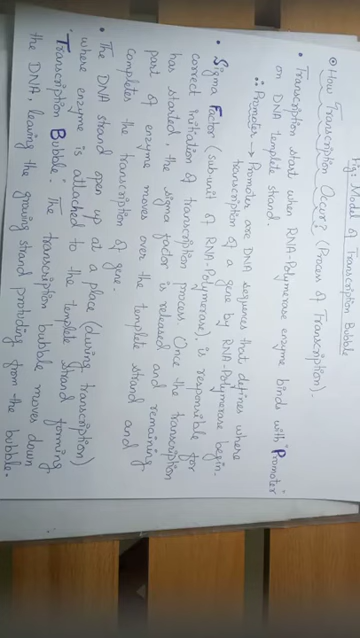 Fig: Model of Transcription Bubble
How Transcription Occur? (Process of Transcription).
• Transcription start when RNA-Polymerase enzyme binds with "Promoter"
on DNA template strand.
∴ Promoter → Promoter are DNA sequences that defines where
transcription of a gene by RNA-Polymerase begin.
• Sigma Factor (subunit of RNA Polymerase), is responsible for
correct initiation of transcription process. Once the transcription
has started, the sigma factor is released and remaining
part of enzyme moves over the template strand and
completes the transcription of gene.
• The DNA strand open up at a place (during transcription)
where enzyme is attached to the template strand forming
"Transcription Bubble". The transcription bubble moves down
the DNA, leaving the growing strand protruding from the bubble.